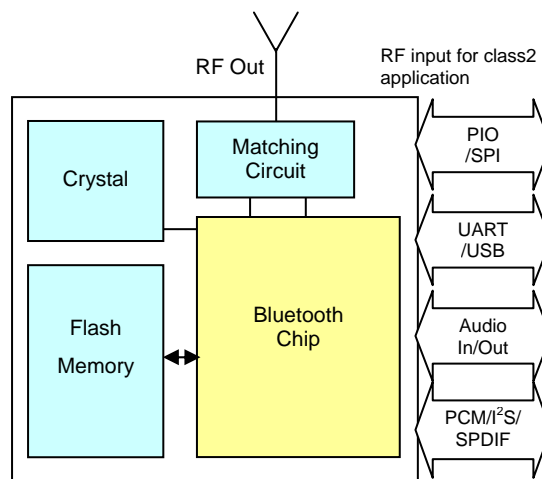 RF Out
RF input for class2
application
Crystal
Matching
Circuit
PIO
/SPI
UART
/USB
Flash
Memory
Bluetooth
Chip
Audio
In/Out
PCM/I²S/
SPDIF